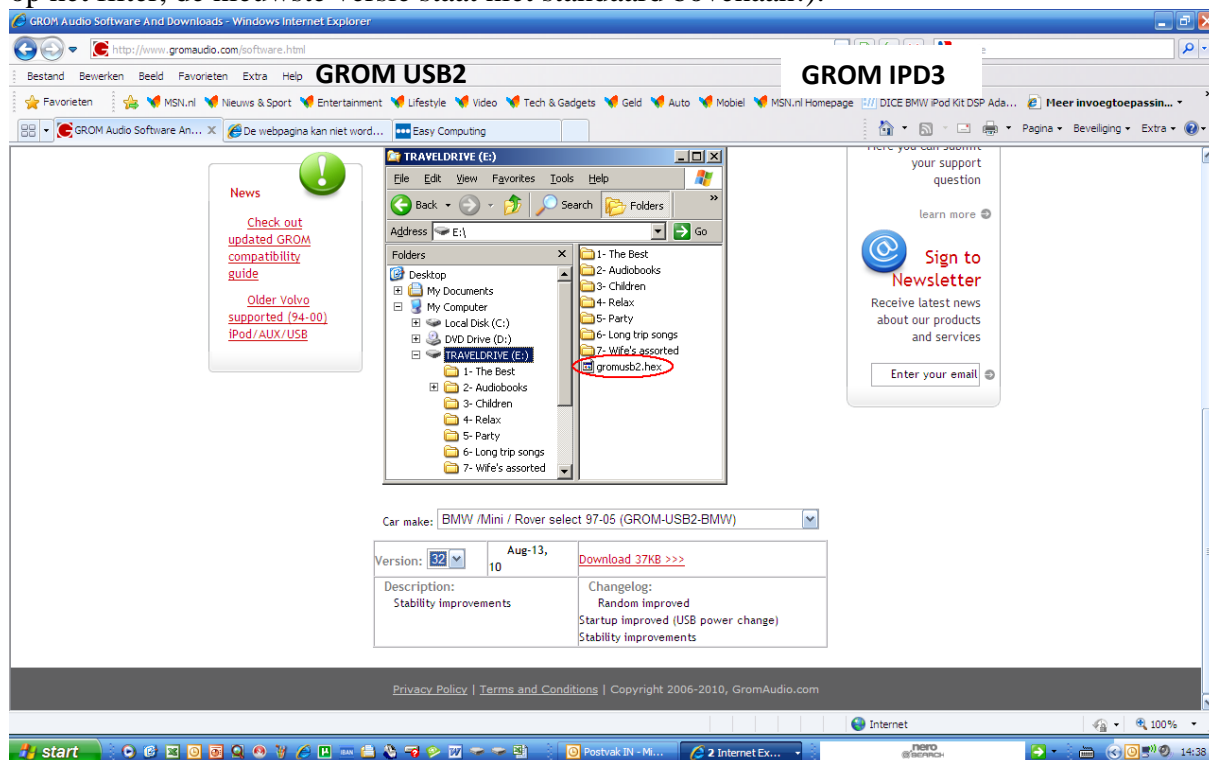 op het filter, de nieuwste versie staat niet standaard bovenaan!).
GROM Audio Software And Downloads - Windows Internet Explorer
http://www.gromaudio.com/software.html
Bestand Bewerken Beeld Favorieten Extra Help
GROM USB2
GROM IPD3
Favorieten MSN.nl Nieuws & Sport Entertainment Lifestyle Video Tech & Gadgets Geld Auto Mobiel MSN.nl Homepage DICE BMW iPod Kit DSP Ada... Meer invoegtoepassin...
GROM Audio Software An... De webpagina kan niet word... Easy Computing Pagina Beveiliging Extra
News
Check out
updated GROM
compatibility
guide
Older Volvo
supported (94-00)
iPod/AUX/USB
TRAVELDRIVE (E:)
File Edit View Favorites Tools Help
Back Search Folders »
Address E:\ Go
Folders X
Desktop
My Documents
My Computer
Local Disk (C:)
DVD Drive (D:)
TRAVELDRIVE (E:)
1- The Best
2- Audiobooks
3- Children
4- Relax
5- Party
6- Long trip songs
7- Wife's assorted
1- The Best
2- Audiobooks
3- Children
4- Relax
5- Party
6- Long trip songs
7- Wife's assorted
gromusb2.hex
Here you can submit
your support
question
learn more
@
Sign to
Newsletter
Receive latest news
about our products
and services
Enter your email
Car make: BMW /Mini / Rover select 97-05 (GROM-USB2-BMW)
Version: 32
Aug-13,
10
Download 37KB >>>
Description:
Stability improvements
Changelog:
Random improved
Startup improved (USB power change)
Stability improvements
Privacy Policy | Terms and Conditions | Copyright 2006-2010, GromAudio.com
Internet 100%
start Postvak IN - Mi... 2 Internet Ex... nero SEARCH 14:38